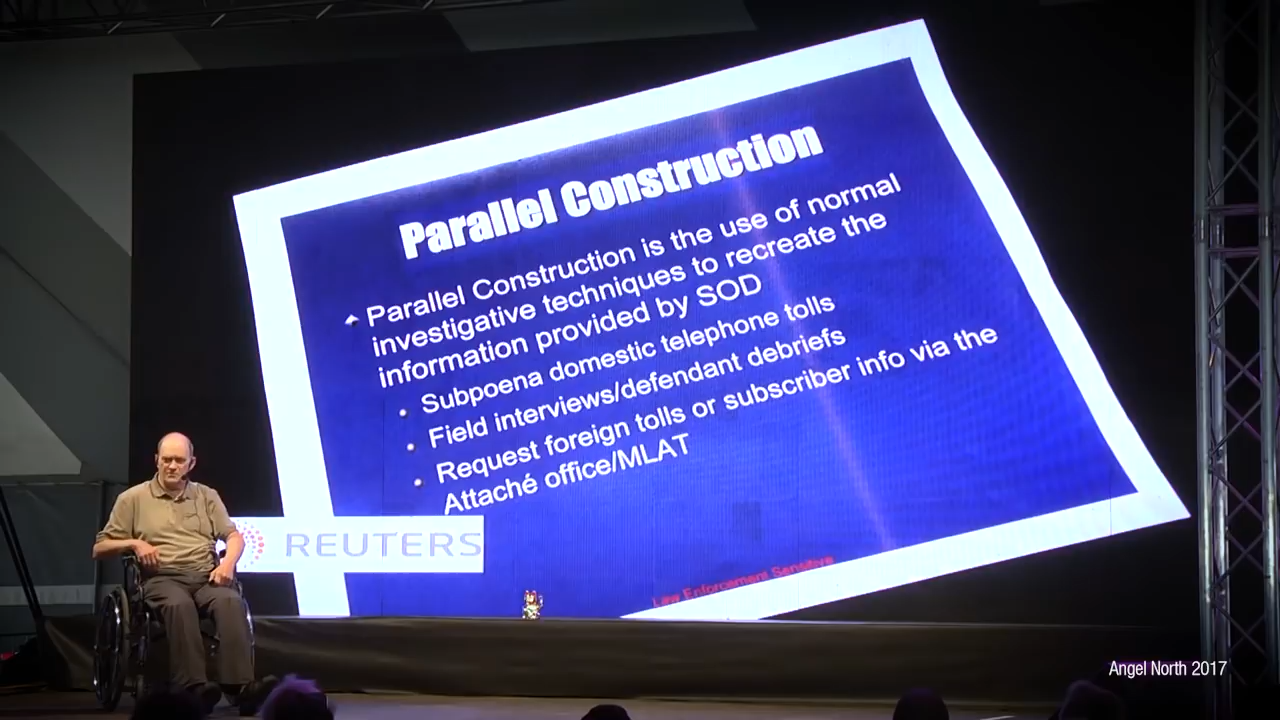 Parallel Construction
Parallel Construction is the use of normal
investigative techniques to recreate the
information provided by SOD
• Subpoena domestic telephone tolls
• Field interviews/defendant debriefs
• Request foreign tolls or subscriber info via the
Attaché office/MLAT
REUTERS
Law Enforcement Sensitive
Angel North 2017